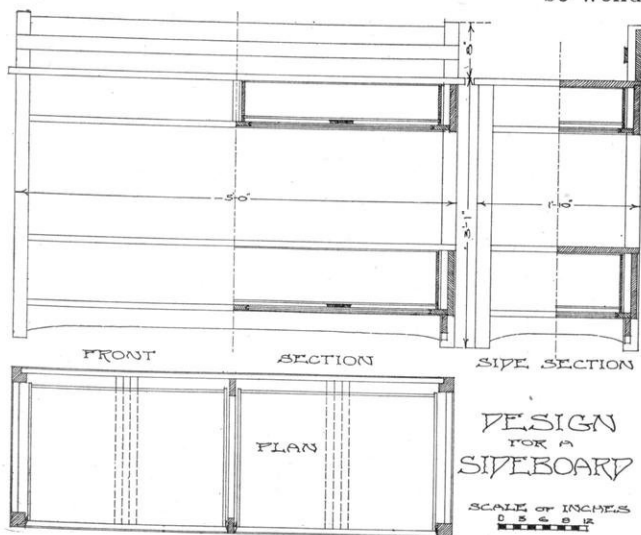 8"
5'-0"
3'-1"
1'-10"
FRONT
SECTION
SIDE SECTION
PLAN
DESIGN
FOR A
SIDEBOARD
SCALE OF INCHES
0 3 6 8 12